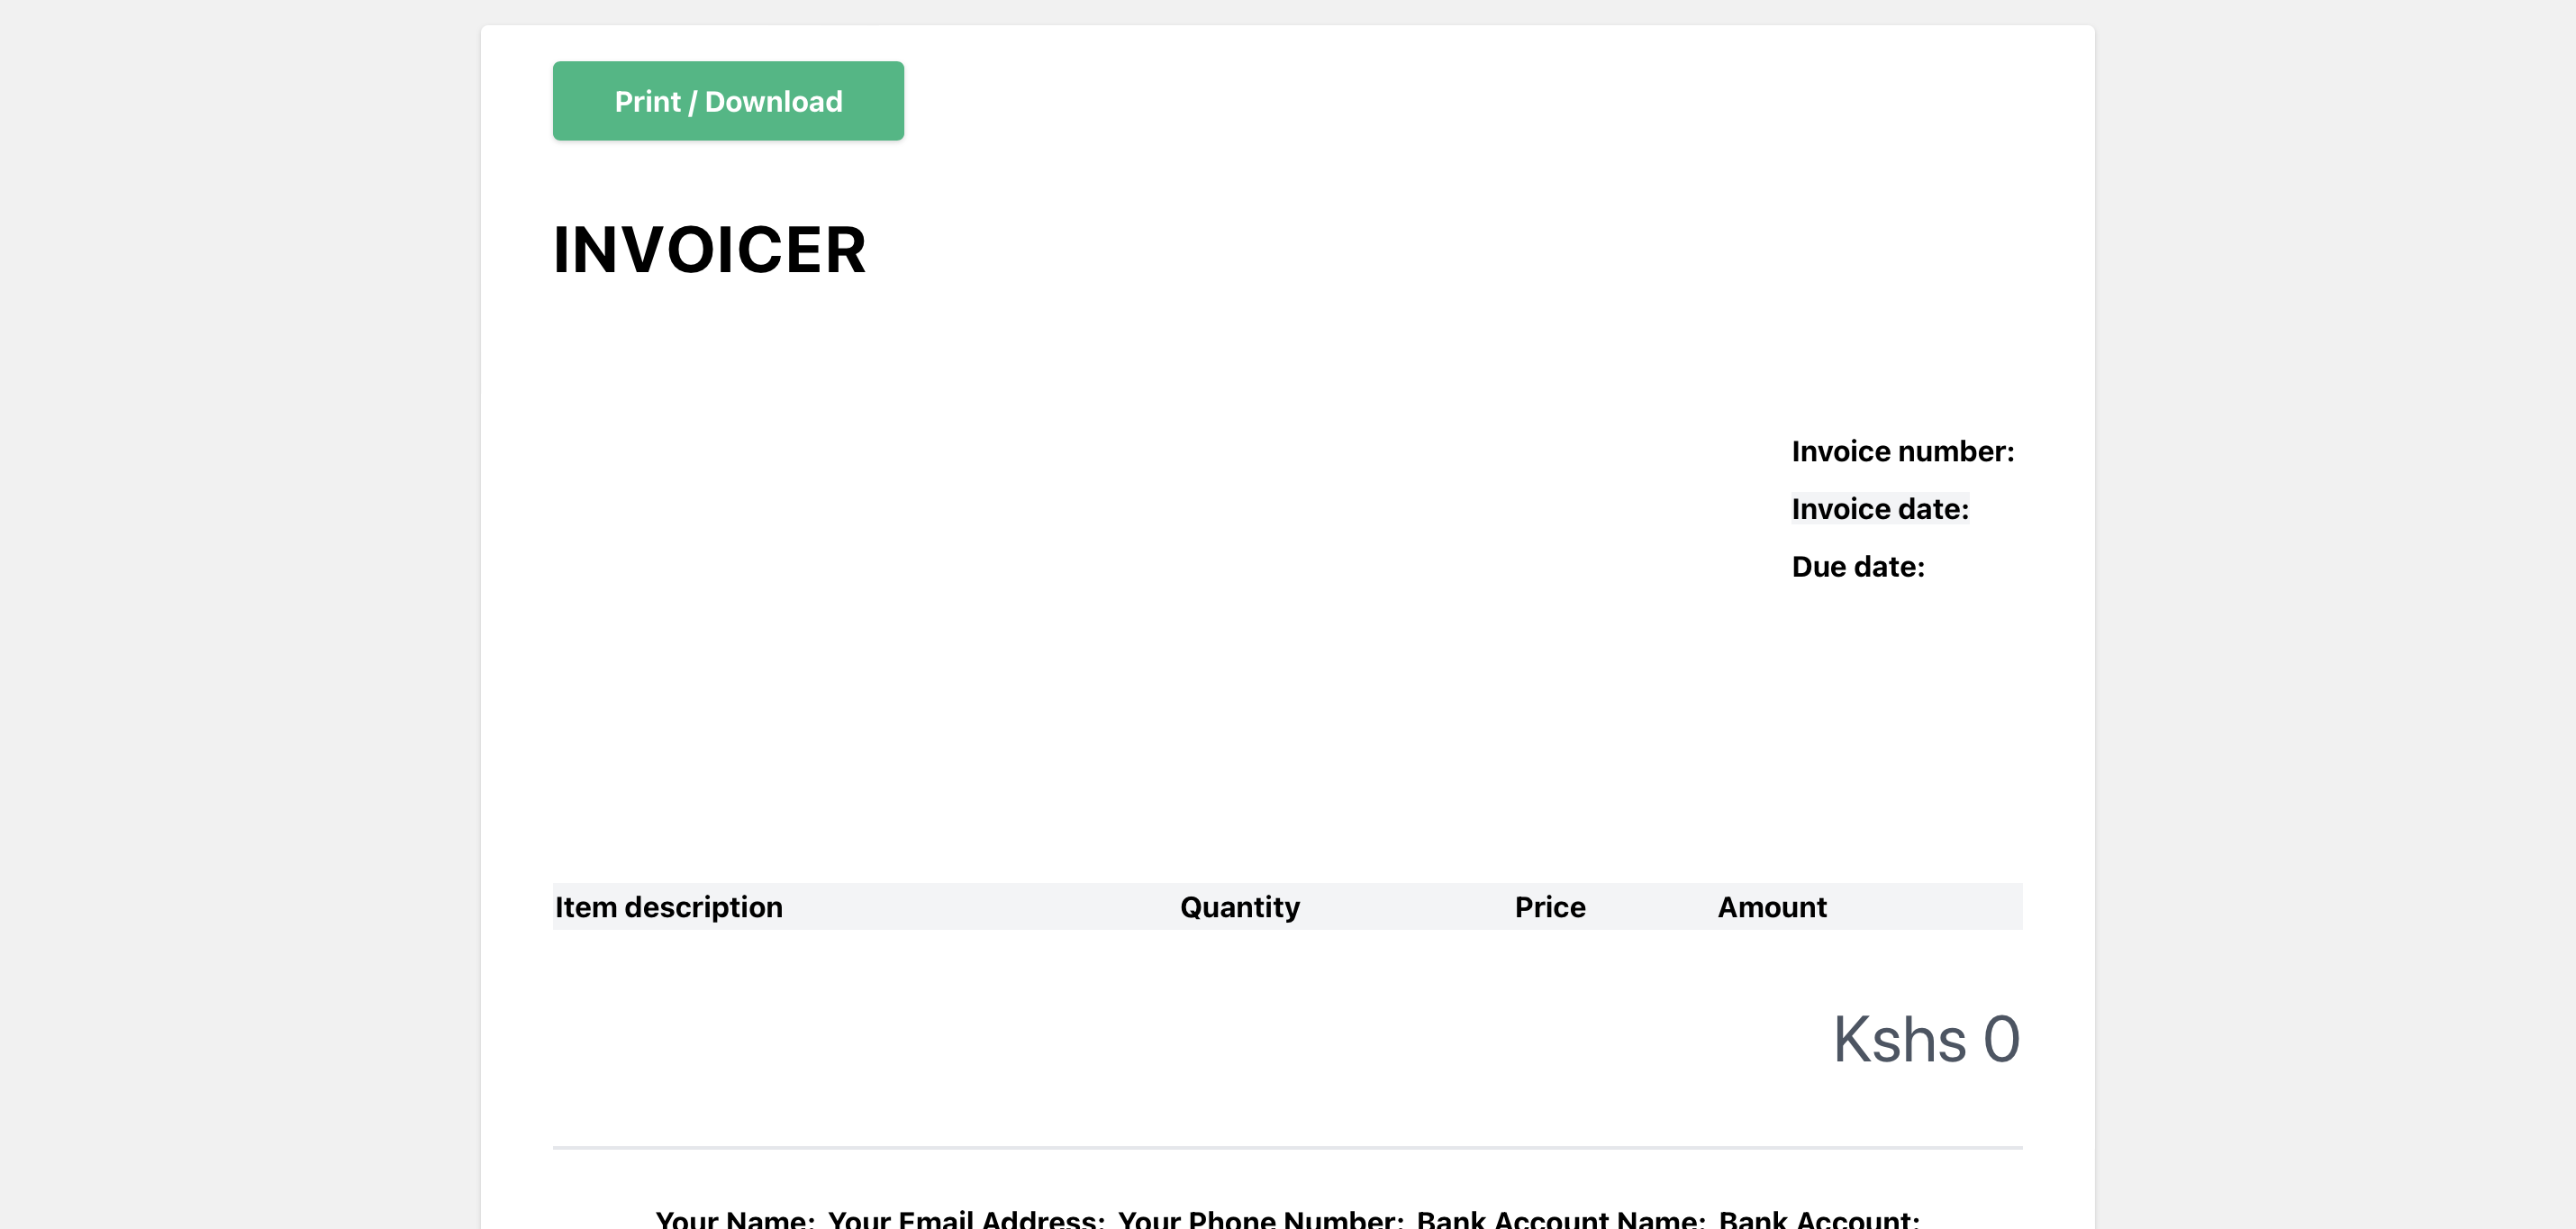 Print / Download
INVOICER
Invoice number:
Invoice date:
Due date:
Item description Quantity Price Amount
Kshs 0
Your Name: Your Email Address: Your Phone Number: Bank Account Name: Bank Account: